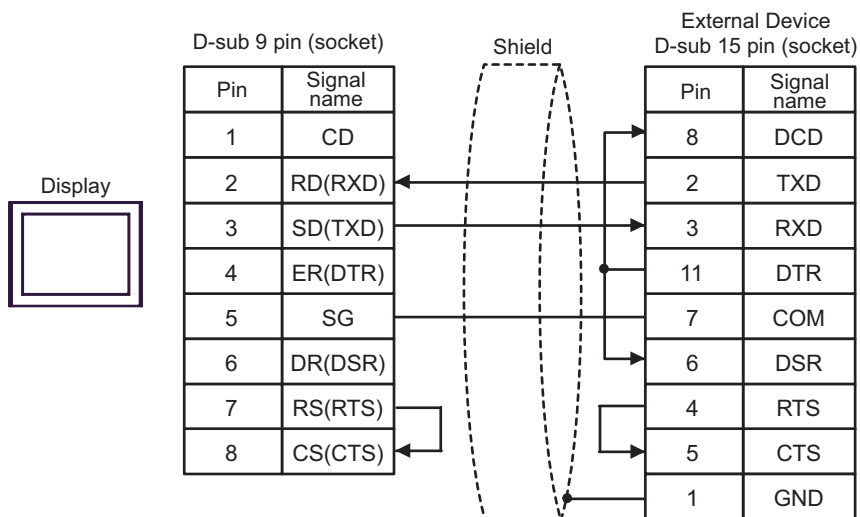 External Device
D-sub 9 pin (socket)
Shield
D-sub 15 pin (socket)
Pin
Signal
name
Pin
Signal
name
1 CD
8 DCD
Display
2 RD(RXD)
2 TXD
3 SD(TXD)
3 RXD
4 ER(DTR)
11 DTR
5 SG
7 COM
6 DR(DSR)
6 DSR
7 RS(RTS)
4 RTS
8 CS(CTS)
5 CTS
1 GND